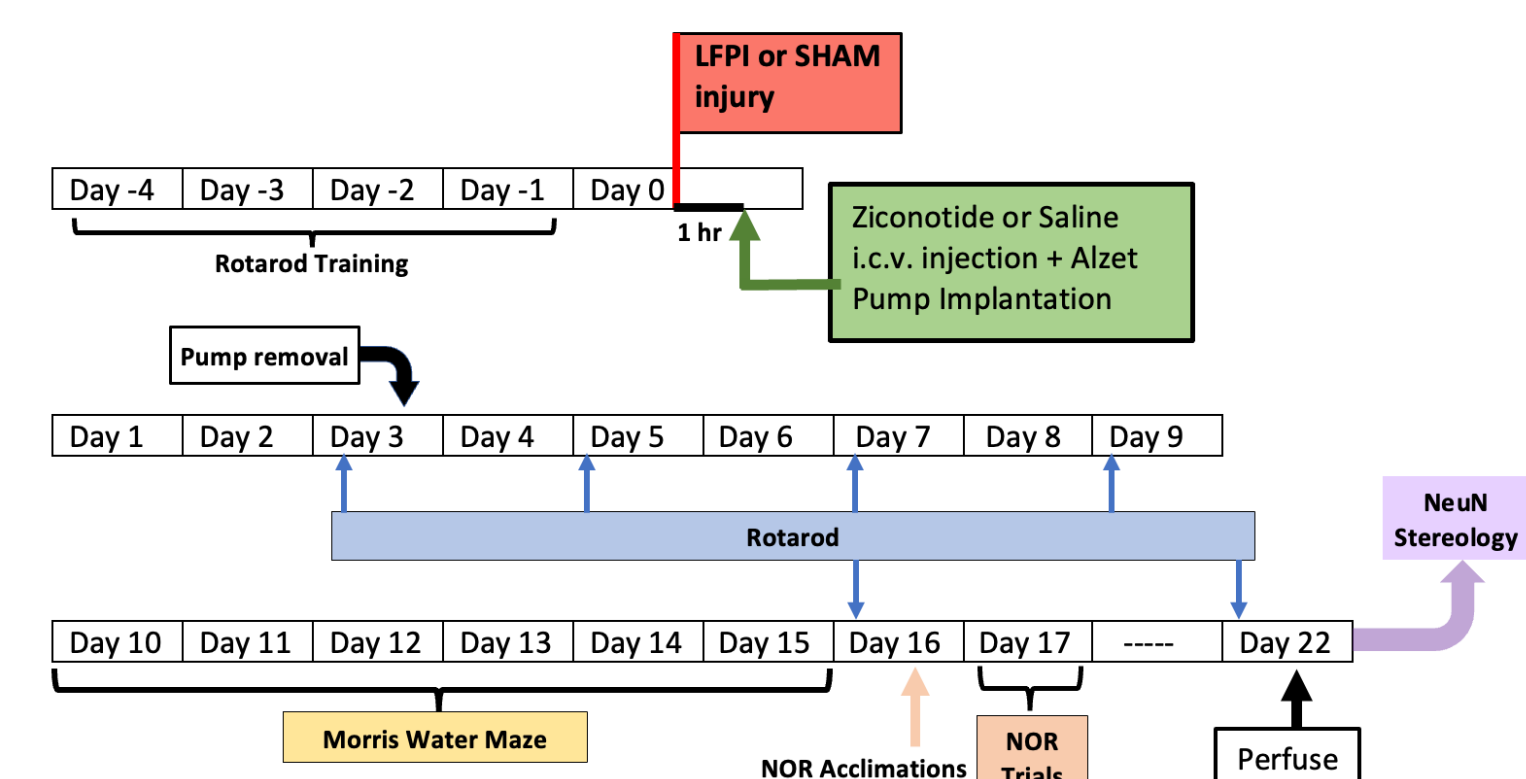 LFPI or SHAM
injury
Day -4 Day -3 Day -2 Day -1 Day 0
1 hr
Rotarod Training
Ziconotide or Saline
i.c.v. injection + Alzet
Pump Implantation
Pump removal
Day 1 Day 2 Day 3 Day 4 Day 5 Day 6 Day 7 Day 8 Day 9
Rotarod
NeuN
Stereology
Day 10 Day 11 Day 12 Day 13 Day 14 Day 15 Day 16 Day 17 ----- Day 22
Morris Water Maze
NOR Acclimations
NOR
Trials
Perfuse